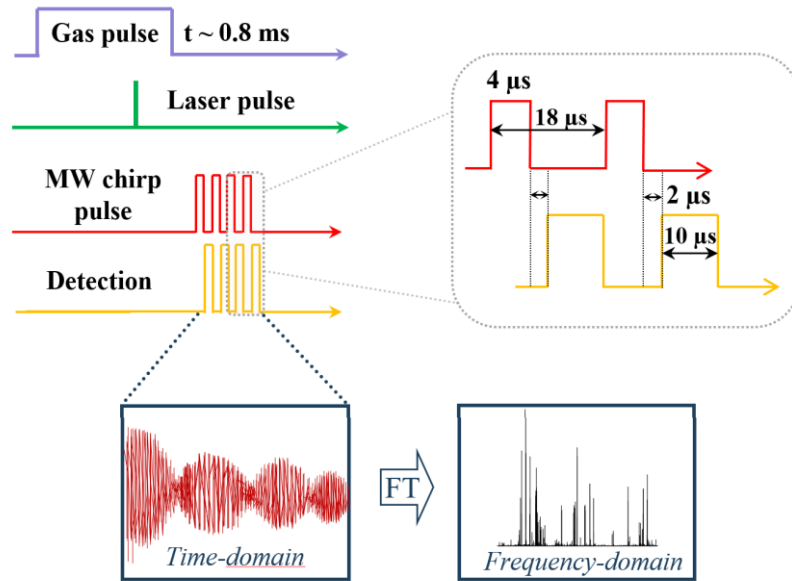 Gas pulse t ~ 0.8 ms
Laser pulse
MW chirp
pulse
Detection
4 µs
18 µs
2 µs
10 µs
Time-domain
FT
Frequency-domain